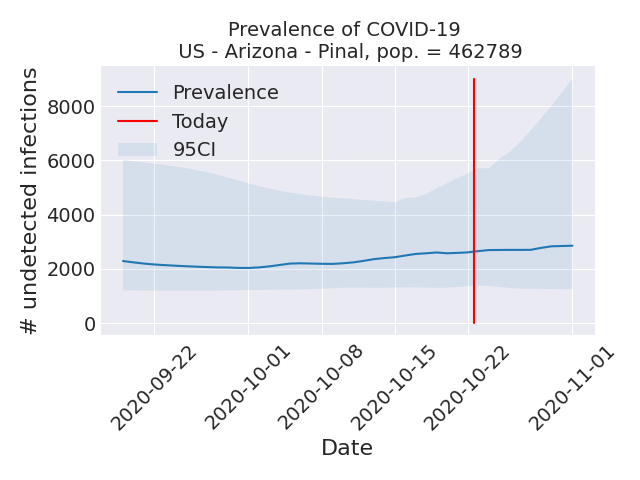 Prevalence of COVID-19
US - Arizona - Pinal, pop. = 462789
# undetected infections
8000
6000
4000
2000
0
Prevalence
Today
95CI
2020-09-22
2020-10-01
2020-10-08
2020-10-15
2020-10-22
2020-11-01
Date